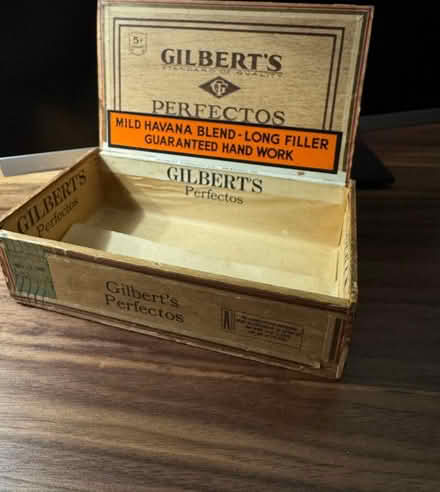 5¢
GILBERT'S
STANDARD OF QUALITY
G
PERFECTOS
MILD HAVANA BLEND - LONG FILLER
GUARANTEED HAND WORK
GILBERT'S
Perfectos
GILBERT'S
Perfectos
Gilbert's
Perfectos